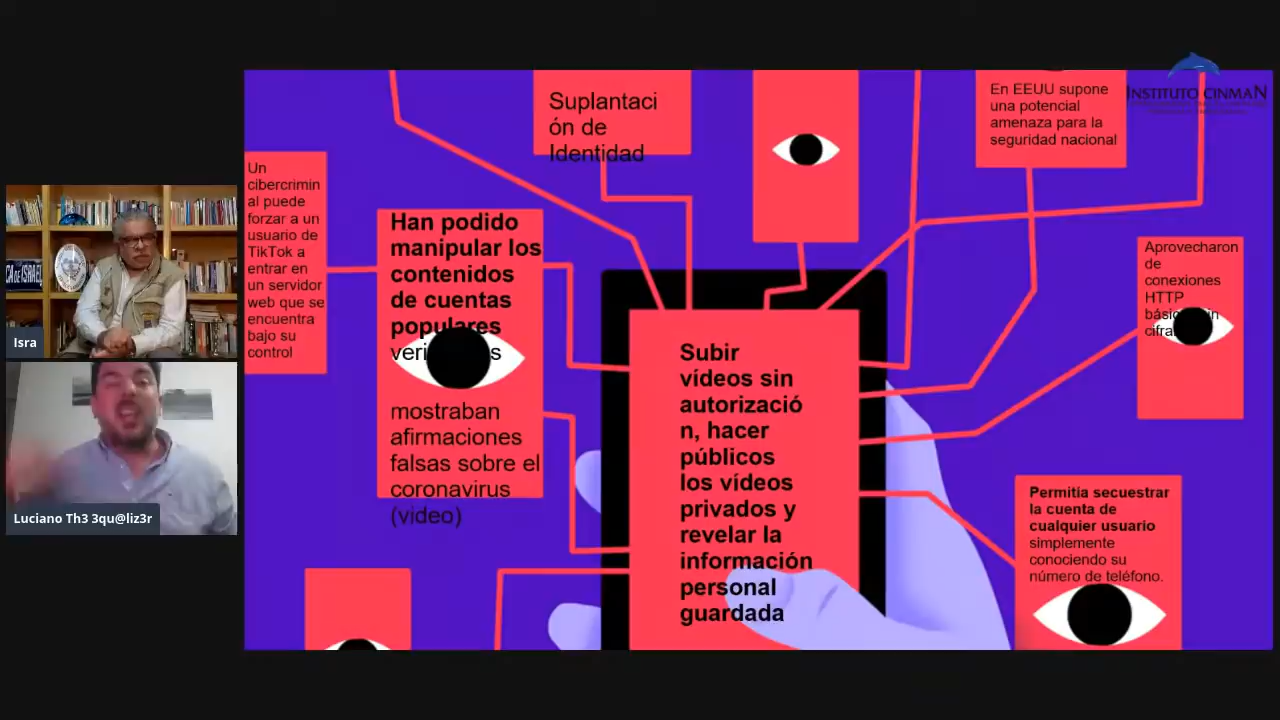 Suplantaci
ón de
Identidad
En EEUU supone
una potencial
amenaza para la
seguridad nacional
INSTITUTO CINMAN
Un
cibercrimin
al puede
forzar a un
usuario de
TikTok a
entrar en
un servidor
web que se
encuentra
bajo su
control
Han podido
manipular los
contenidos
de cuentas
populares
mostraban
afirmaciones
falsas sobre el
coronavirus
(video)
Aprovecharon
de
conexiones
HTTP
Subir
vídeos sin
autorizació
n, hacer
públicos
los vídeos
privados y
revelar la
información
personal
guardada
Permitía secuestrar
la cuenta de
cualquier usuario
simplemente
conociendo su
número de teléfono.
CA DE ISRAEL
Isra
Luciano Th3 3qu@liz3r